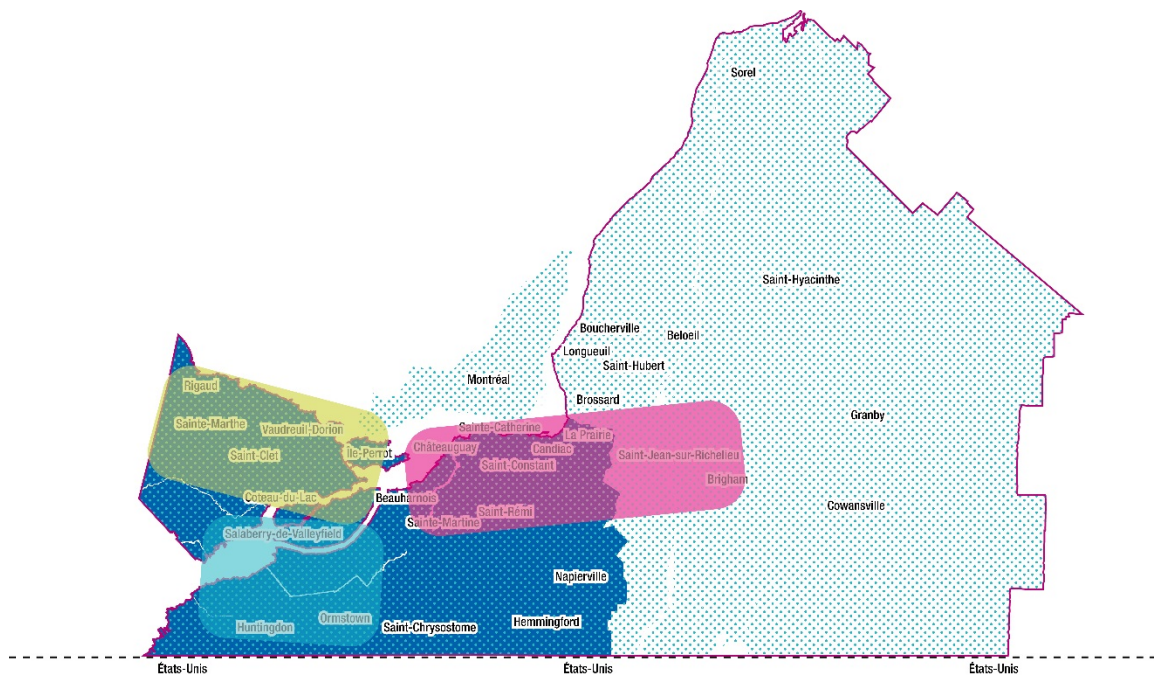 Sorel
Saint-Hyacinthe
Boucherville
Beloeil
Longueuil
Saint-Hubert
Montréal
Rigaud
Brossard
Granby
Sainte-Marthe
Vaudreuil-Dorion
Sainte-Catherine
La Prairie
Châteauguay
Candiac
Île-Perrot
Saint-Clet
Saint-Jean-sur-Richelieu
Saint-Constant
Brigham
Coteau-du-Lac
Beauharnois
Cowansville
Saint-Rémi
Sainte-Martine
Salaberry-de-Valleyfield
Napierville
Ormstown
Hemmingford
Huntingdon
Saint-Chrysostome
États-Unis
États-Unis
États-Unis